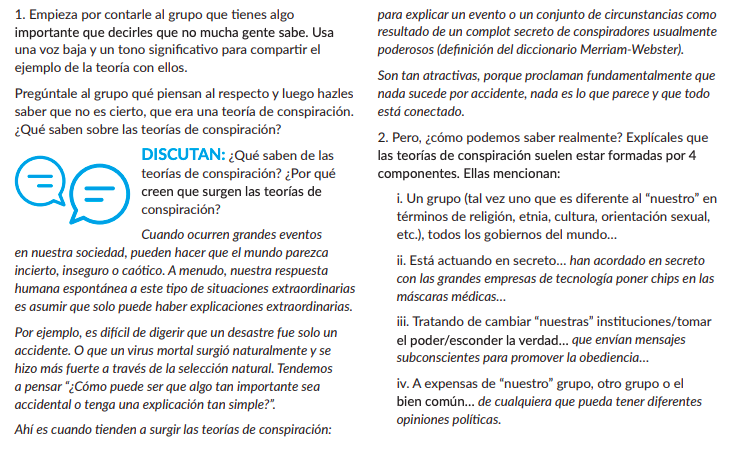 1. Empieza por contarle al grupo que tienes algo
importante que decirles que no mucha gente sabe. Usa
una voz baja y un tono significativo para compartir el
ejemplo de la teoría con ellos.
Pregúntale al grupo qué piensan al respecto y luego hazles
saber que no es cierto, que era una teoría de conspiración.
¿Qué saben sobre las teorías de conspiración?
DISCUTAN: ¿Qué saben de las
teorías de conspiración? ¿Por qué
creen que surgen las teorías de
conspiración?
Cuando ocurren grandes eventos
en nuestra sociedad, pueden hacer que el mundo parezca
incierto, inseguro o caótico. A menudo, nuestra respuesta
humana espontánea a este tipo de situaciones extraordinarias
es asumir que solo puede haber explicaciones extraordinarias.
Por ejemplo, es difícil de digerir que un desastre fue solo un
accidente. O que un virus mortal surgió naturalmente y se
hizo más fuerte a través de la selección natural. Tendemos
a pensar “¿Cómo puede ser que algo tan importante sea
accidental o tenga una explicación tan simple?”.
Ahí es cuando tienden a surgir las teorías de conspiración:
para explicar un evento o un conjunto de circunstancias como
resultado de un complot secreto de conspiradores usualmente
poderosos (definición del diccionario Merriam-Webster).
Son tan atractivas, porque proclaman fundamentalmente que
nada sucede por accidente, nada es lo que parece y que todo
está conectado.
2. Pero, ¿cómo podemos saber realmente? Explícales que
las teorías de conspiración suelen estar formadas por 4
componentes. Ellas mencionan:
i. Un grupo (tal vez uno que es diferente al “nuestro” en
términos de religión, etnia, cultura, orientación sexual,
etc.), todos los gobiernos del mundo...
ii. Está actuando en secreto... han acordado en secreto
con las grandes empresas de tecnología poner chips en las
máscaras médicas...
iii. Tratando de cambiar “nuestras” instituciones/tomar
el poder/esconder la verdad... que envían mensajes
subconscientes para promover la obediencia...
iv. A expensas de “nuestro” grupo, otro grupo o el
bien común... de cualquiera que pueda tener diferentes
opiniones políticas.